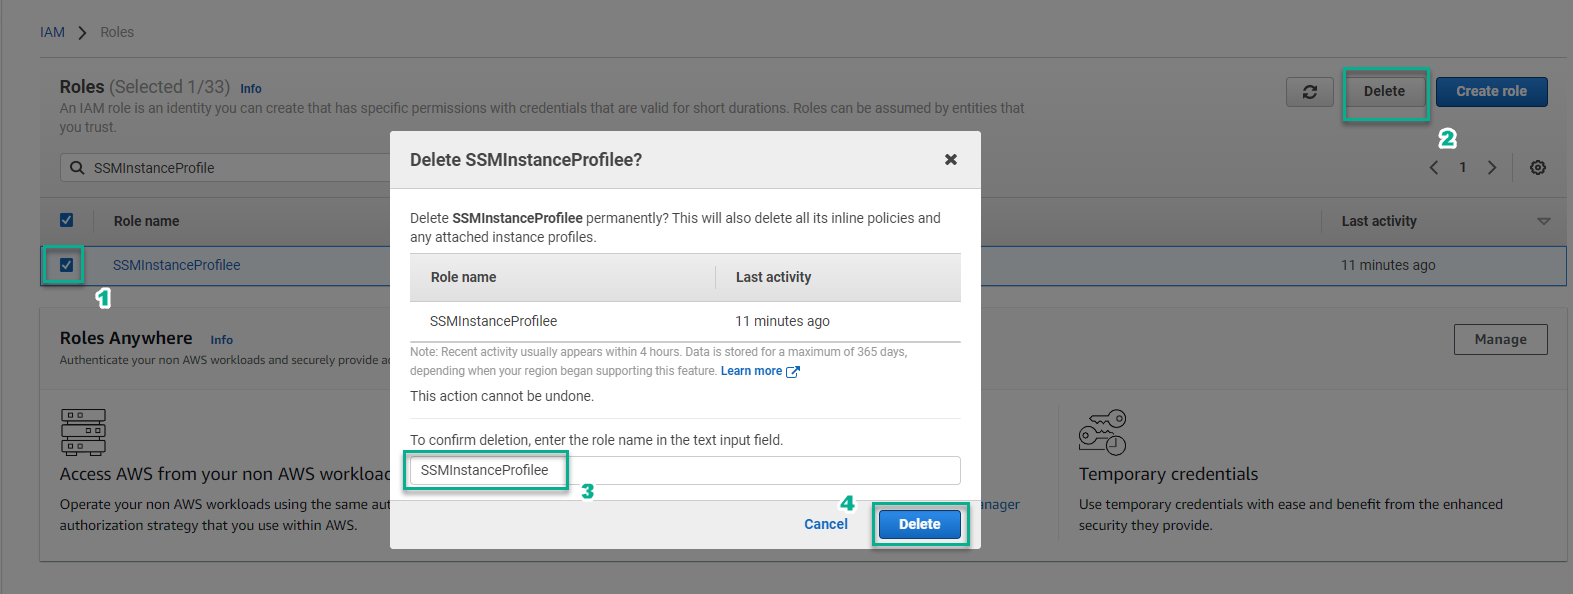 IAM > Roles
Roles (Selected 1/33) Info
An IAM role is an identity you can create that has specific permissions with credentials that are valid for short durations. Roles can be assumed by entities that
you trust.
Delete
Create role
2
SSMInstanceProfile
1
Role name
Last activity
SSMInstanceProfilee
11 minutes ago
1
Roles Anywhere Info
Authenticate your non AWS workloads and securely provide
Manage
Access AWS from your non AWS
Operate your non AWS workloads using the same
authorization strategy that you use within AWS.
Temporary credentials
Use temporary credentials with ease and benefit from the enhanced
security they provide.
Delete SSMInstanceProfilee?
Delete SSMInstanceProfilee permanently? This will also delete all its inline policies and
any attached instance profiles.
Role name
Last activity
SSMInstanceProfilee
11 minutes ago
Note: Recent activity usually appears within 4 hours. Data is stored for a maximum of 365 days,
depending when your region began supporting this feature. Learn more
This action cannot be undone.
To confirm deletion, enter the role name in the text input field.
SSMInstanceProfilee
3
4
Cancel
Delete